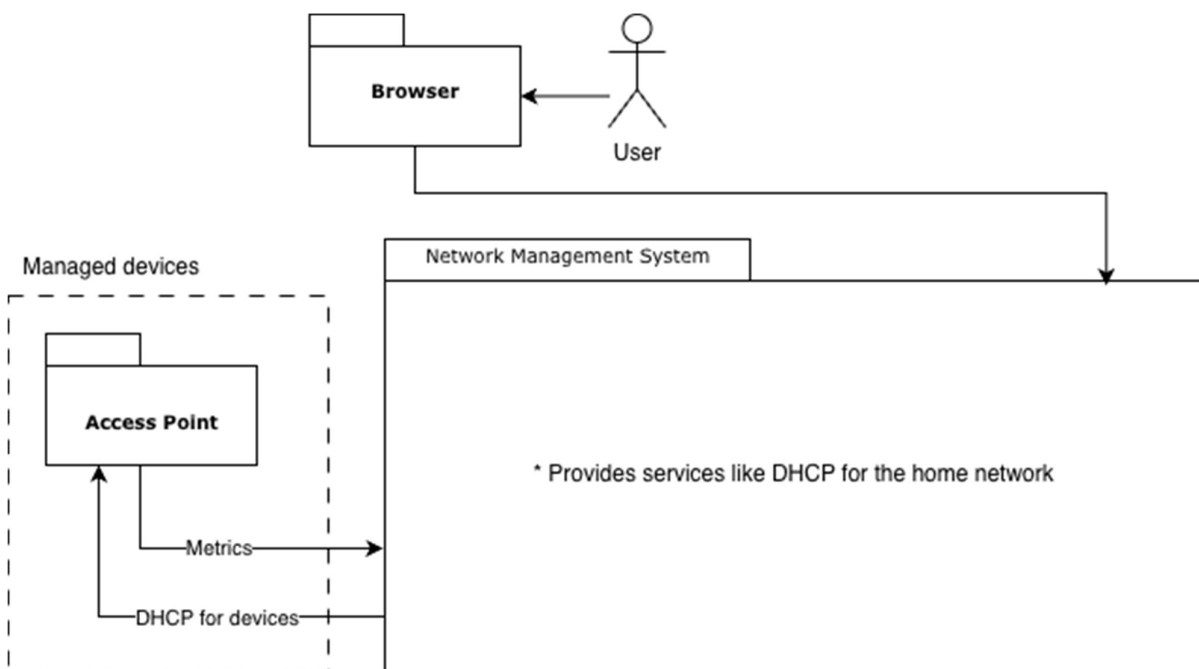 Browser
User
Network Management System
Managed devices
Access Point
* Provides services like DHCP for the home network
Metrics
DHCP for devices